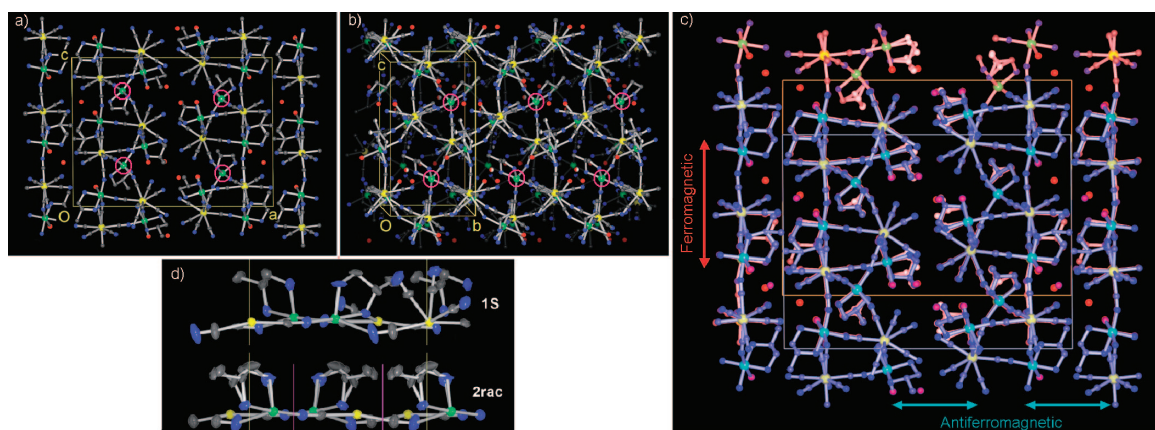 a)
c
O
a
b)
c
O
b
c)
Ferromagnetic
Antiferromagnetic
d)
1S
2rac